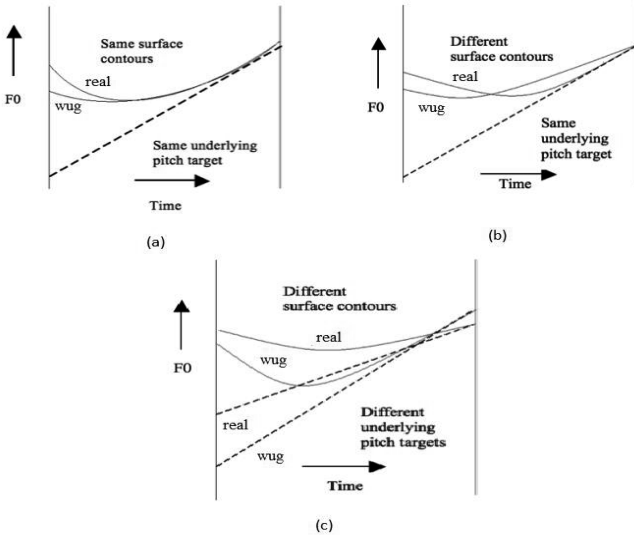 Same surface
contours
real
F0
wug
Same underlying
pitch target
Time
(a)
Different
surface contours
real
F0
wug
Same
underlying
pitch target
Time
(b)
Different
surface contours
real
F0
wug
real
Different
underlying
pitch targets
wug
Time
(c)